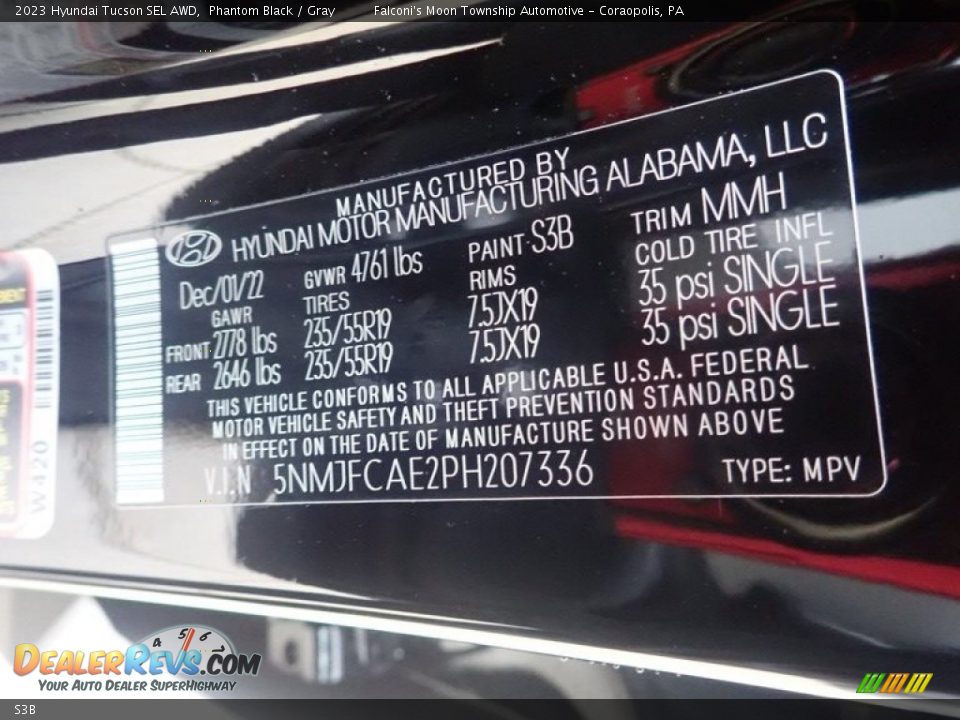 2023 Hyundai Tucson SEL AWD, Phantom Black / Gray Falconi's Moon Township Automotive - Coraopolis, PA
MANUFACTURED BY
HYUNDAI MOTOR MANUFACTURING ALABAMA, LLC
Dec/01/22 GVWR 4761 lbs PAINT S3B TRIM MMH
GAWR TIRES RIMS COLD TIRE INFL
FRONT 2778 lbs 235/55R19 7.5JX19 35 psi SINGLE
REAR 2646 lbs 235/55R19 7.5JX19 35 psi SINGLE
THIS VEHICLE CONFORMS TO ALL APPLICABLE U.S.A. FEDERAL
MOTOR VEHICLE SAFETY AND THEFT PREVENTION STANDARDS
IN EFFECT ON THE DATE OF MANUFACTURE SHOWN ABOVE
V.I.N 5NMJFCAE2PH207336 TYPE: MPV
W420
4 5 6
DEALERREVS.COM
YOUR AUTO DEALER SUPERHIGHWAY
S3B